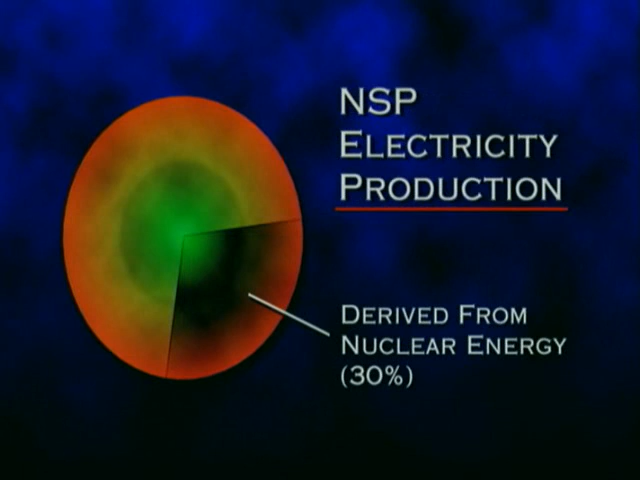 NSP
ELECTRICITY
PRODUCTION
DERIVED FROM
NUCLEAR ENERGY
(30%)